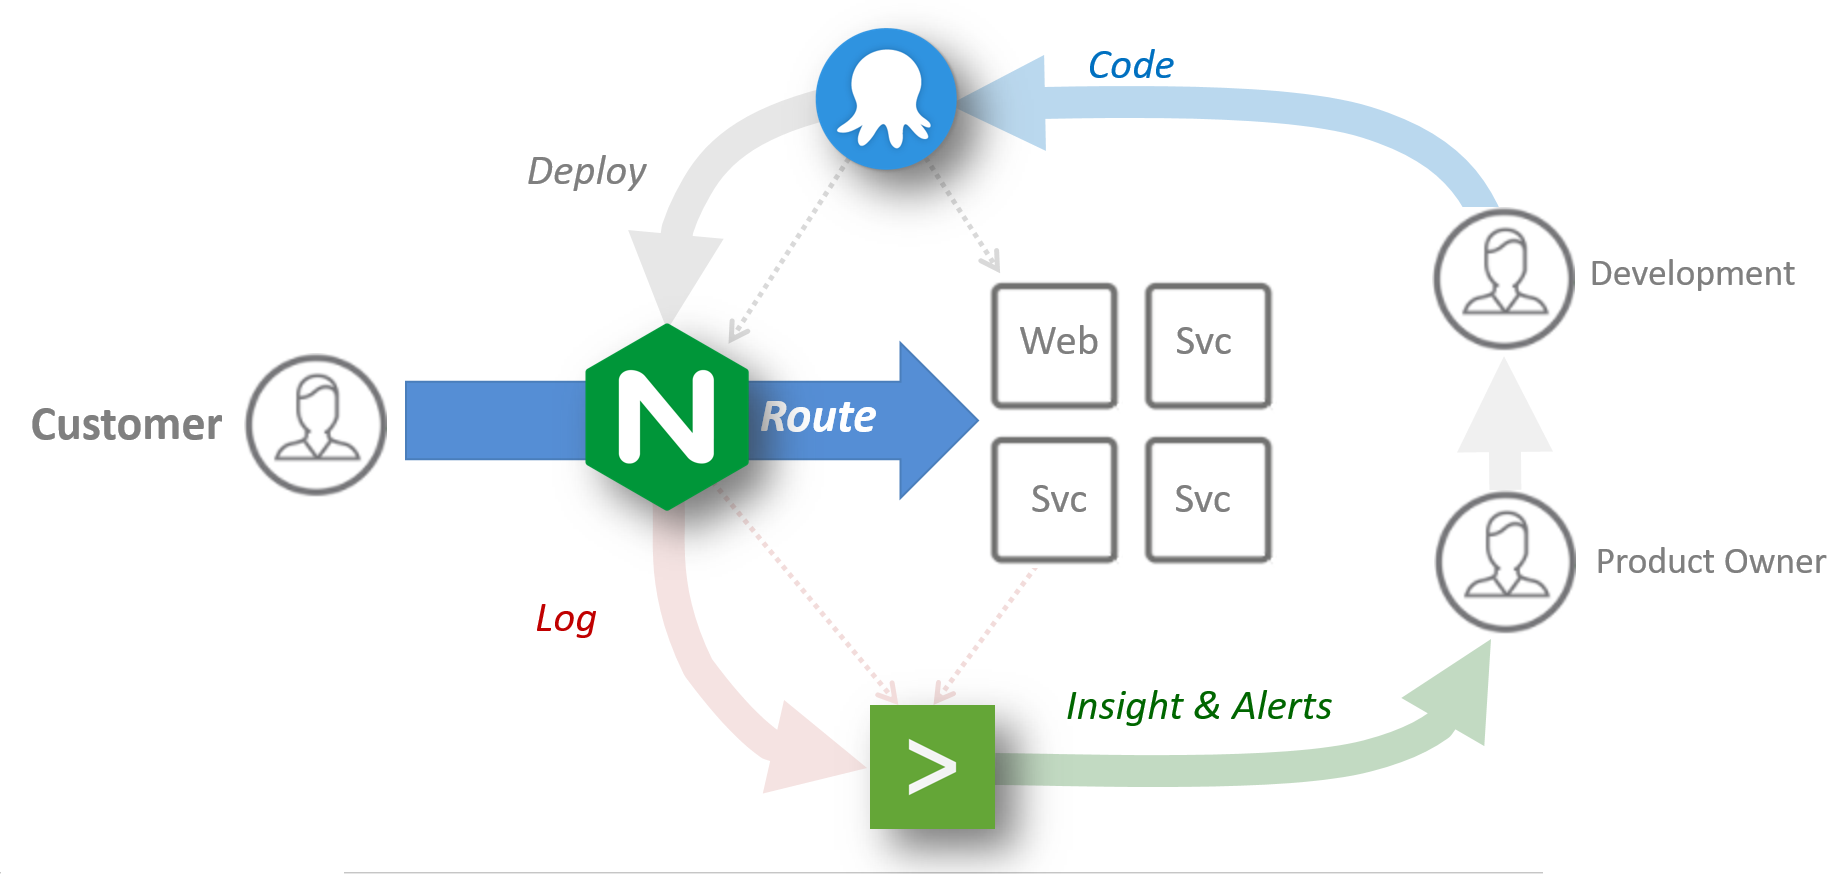 Code
Deploy
Development
Web
Svc
Customer
N
Route
Svc
Svc
Product Owner
Log
Insight & Alerts
>